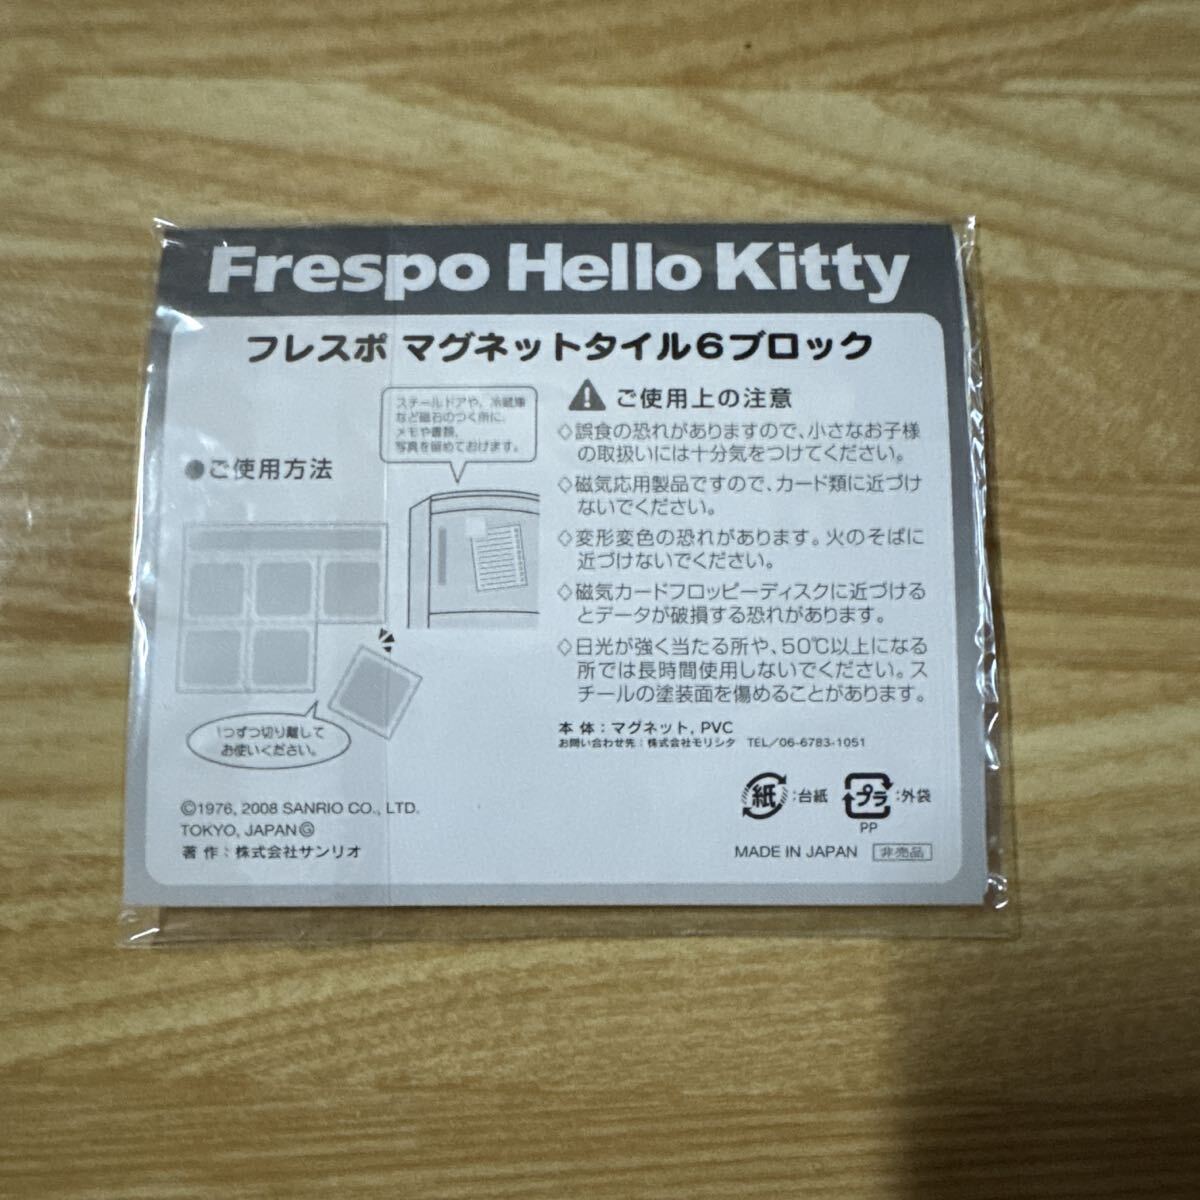 Frespo Hello Kitty
フレスポ マグネットタイル6ブロック
●ご使用方法
スチールドアや、冷蔵庫
など磁石のつく所に、
メモや書類、
写真を留めておけます。
1つずつ切り離して
お使いください。
ご使用上の注意
◇誤食の恐れがありますので、小さなお子様
の取扱いには十分気をつけてください。
◇磁気応用製品ですので、カード類に近づけ
ないでください。
◇変形変色の恐れがあります。火のそばに
近づけないでください。
◇磁気カードフロッピーディスクに近づける
とデータが破損する恐れがあります。
◇日光が強く当たる所や、50℃以上になる
所では長時間使用しないでください。ス
チールの塗装面を傷めることがあります。
本 体：マグネット, PVC
お問い合わせ先：株式会社モリシタ TEL／06-6783-1051
紙：台紙
プラ：外袋
PP
©1976, 2008 SANRIO CO., LTD.
TOKYO, JAPAN Ⓖ
著 作：株式会社サンリオ
MADE IN JAPAN 非売品